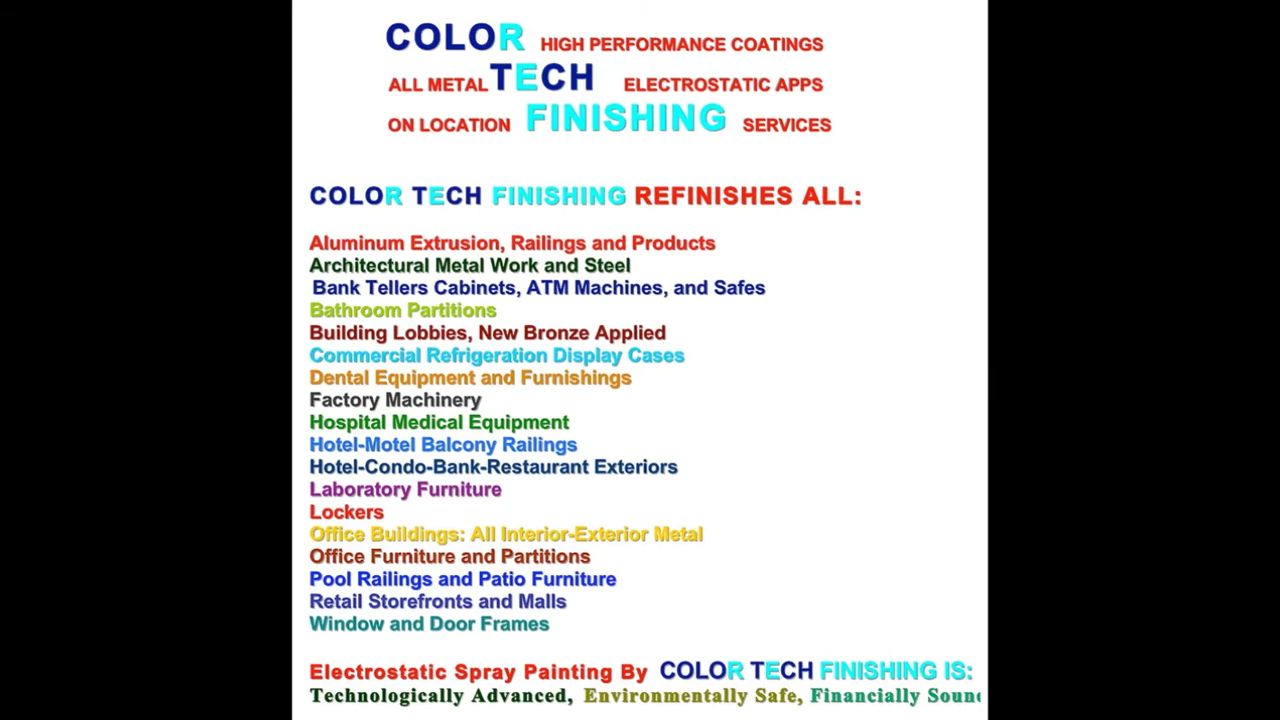 COLOR HIGH PERFORMANCE COATINGS
ALL METAL TECH ELECTROSTATIC APPS
ON LOCATION FINISHING SERVICES
COLOR TECH FINISHING REFINISHES ALL:
Aluminum Extrusion, Railings and Products
Architectural Metal Work and Steel
Bank Tellers Cabinets, ATM Machines, and Safes
Bathroom Partitions
Building Lobbies, New Bronze Applied
Commercial Refrigeration Display Cases
Dental Equipment and Furnishings
Factory Machinery
Hospital Medical Equipment
Hotel-Motel Balcony Railings
Hotel-Condo-Bank-Restaurant Exteriors
Laboratory Furniture
Lockers
Office Buildings: All Interior-Exterior Metal
Office Furniture and Partitions
Pool Railings and Patio Furniture
Retail Storefronts and Malls
Window and Door Frames
Electrostatic Spray Painting By COLOR TECH FINISHING IS:
Technologically Advanced, Environmentally Safe, Financially